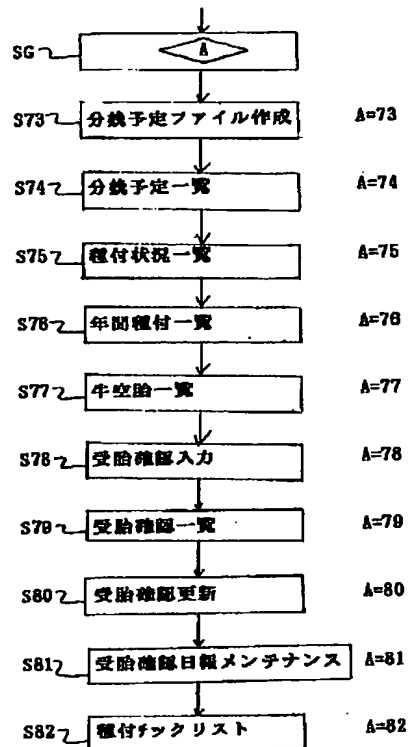 SG A
S73 分娩予定ファイル作成 A=73
S74 分娩予定一覧 A=74
S75 種付状況一覧 A=75
S76 年間種付一覧 A=76
S77 牛空胎一覧 A=77
S78 受胎確認入力 A=78
S79 受胎確認一覧 A=79
S80 受胎確認更新 A=80
S81 受胎確認日報メンテナンス A=81
S82 種付チックリスト A=82